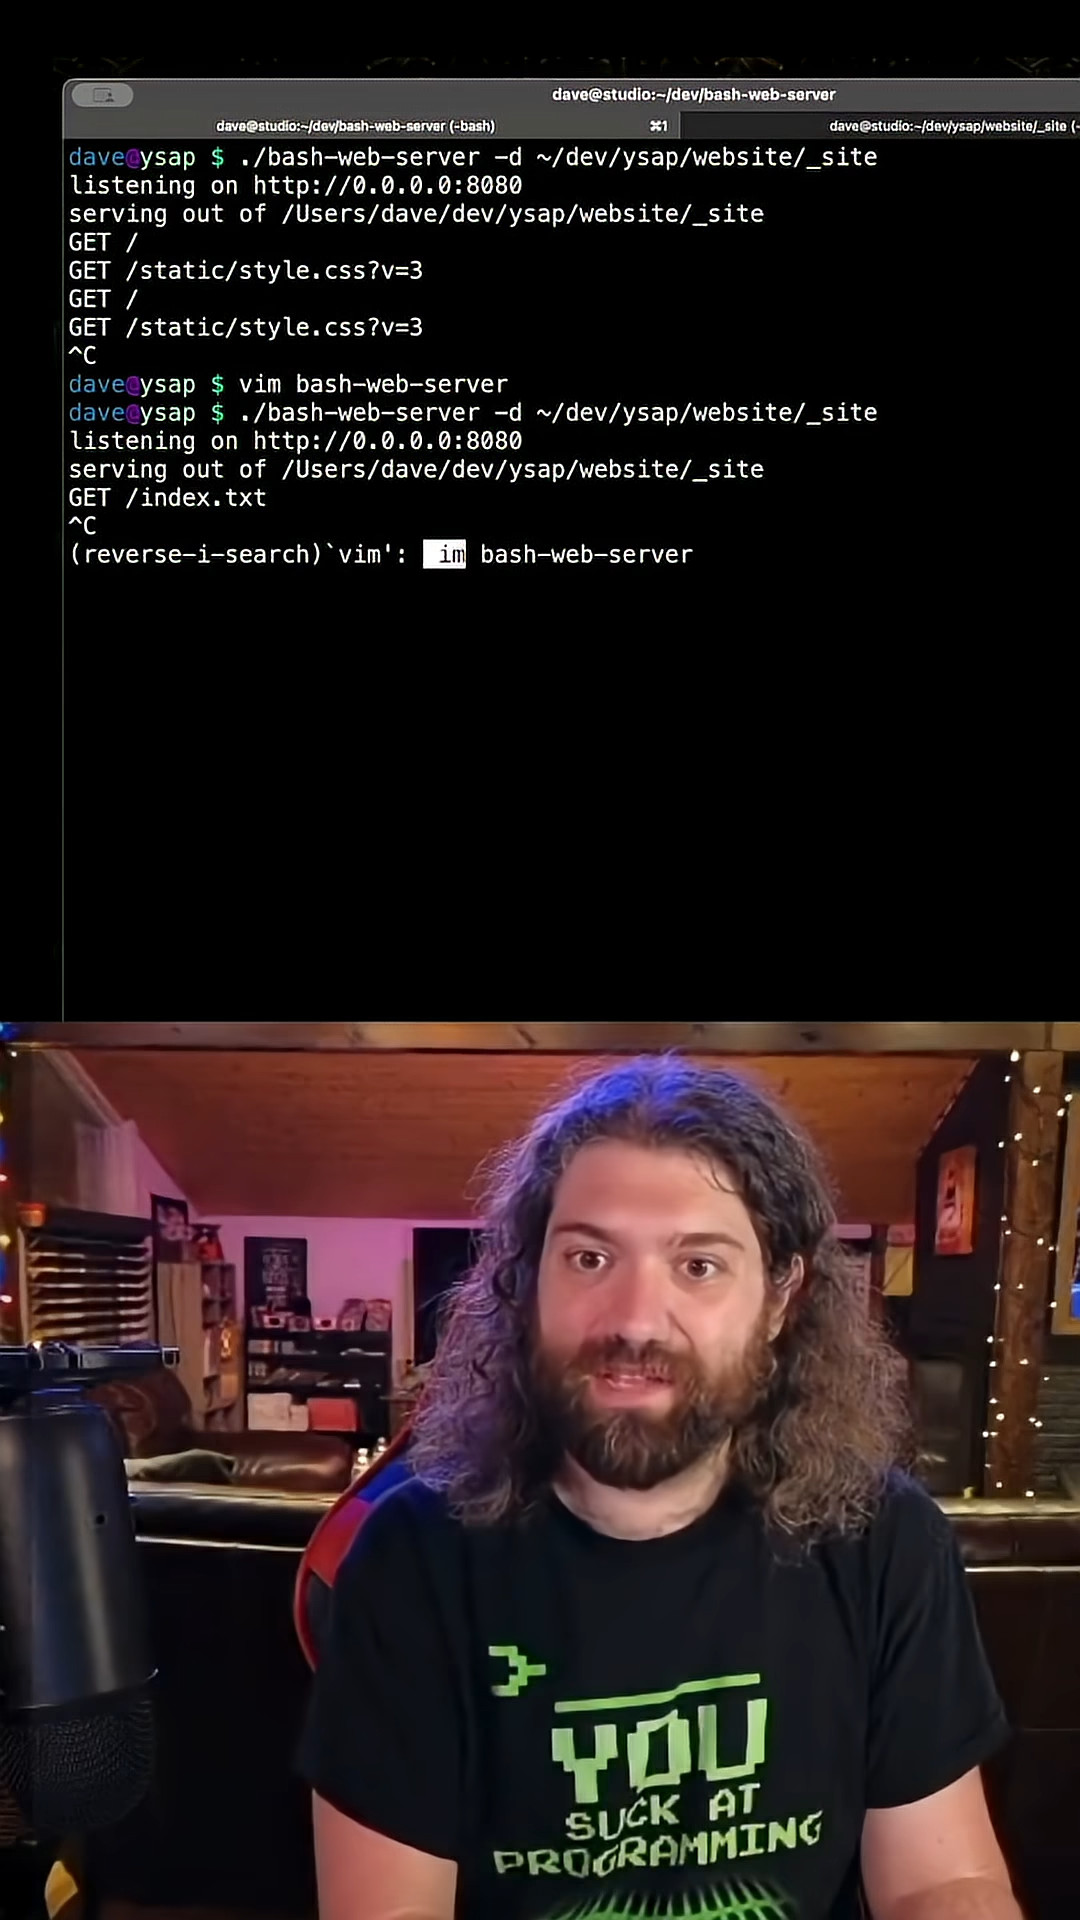 dave@studio:~/dev/bash-web-server
dave@studio:~/dev/bash-web-server (-bash)
⌘1
dave@studio:~/dev/ysap/website/_site (-
dave@ysap $ ./bash-web-server -d ~/dev/ysap/website/_site
listening on http://0.0.0.0:8080
serving out of /Users/dave/dev/ysap/website/_site
GET /
GET /static/style.css?v=3
GET /
GET /static/style.css?v=3
^C
dave@ysap $ vim bash-web-server
dave@ysap $ ./bash-web-server -d ~/dev/ysap/website/_site
listening on http://0.0.0.0:8080
serving out of /Users/dave/dev/ysap/website/_site
GET /index.txt
^C
(reverse-i-search)`vim': im bash-web-server
YOU
SUCK AT
PROGRAMMING